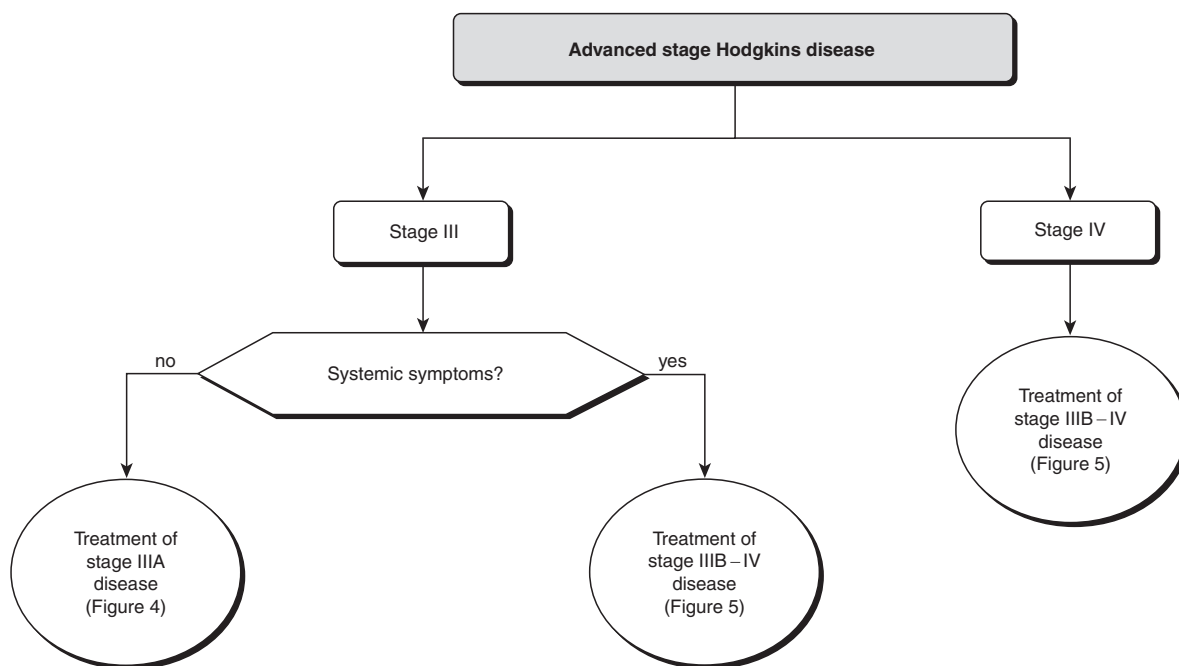 Advanced stage Hodgkins disease
Stage III
Stage IV
no
Systemic symptoms?
yes
Treatment of
stage IIIB – IV
disease
(Figure 5)
Treatment of
stage IIIA
disease
(Figure 4)
Treatment of
stage IIIB – IV
disease
(Figure 5)